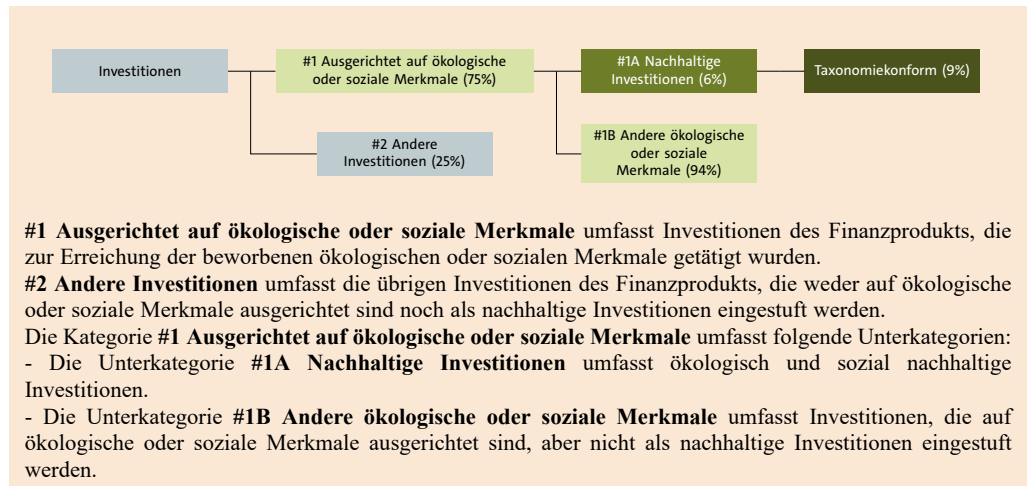 Investitionen
#1 Ausgerichtet auf ökologische
oder soziale Merkmale (75%)
#1A Nachhaltige
Investitionen (6%)
Taxonomiekonform (9%)
#2 Andere
Investitionen (25%)
#1B Andere ökologische
oder soziale
Merkmale (94%)
#1 Ausgerichtet auf ökologische oder soziale Merkmale umfasst Investitionen des Finanzprodukts, die
zur Erreichung der beworbenen ökologischen oder sozialen Merkmale getätigt wurden.
#2 Andere Investitionen umfasst die übrigen Investitionen des Finanzprodukts, die weder auf ökologische
oder soziale Merkmale ausgerichtet sind noch als nachhaltige Investitionen eingestuft werden.
Die Kategorie #1 Ausgerichtet auf ökologische oder soziale Merkmale umfasst folgende Unterkategorien:
- Die Unterkategorie #1A Nachhaltige Investitionen umfasst ökologisch und sozial nachhaltige
Investitionen.
- Die Unterkategorie #1B Andere ökologische oder soziale Merkmale umfasst Investitionen, die auf
ökologische oder soziale Merkmale ausgerichtet sind, aber nicht als nachhaltige Investitionen eingestuft
werden.